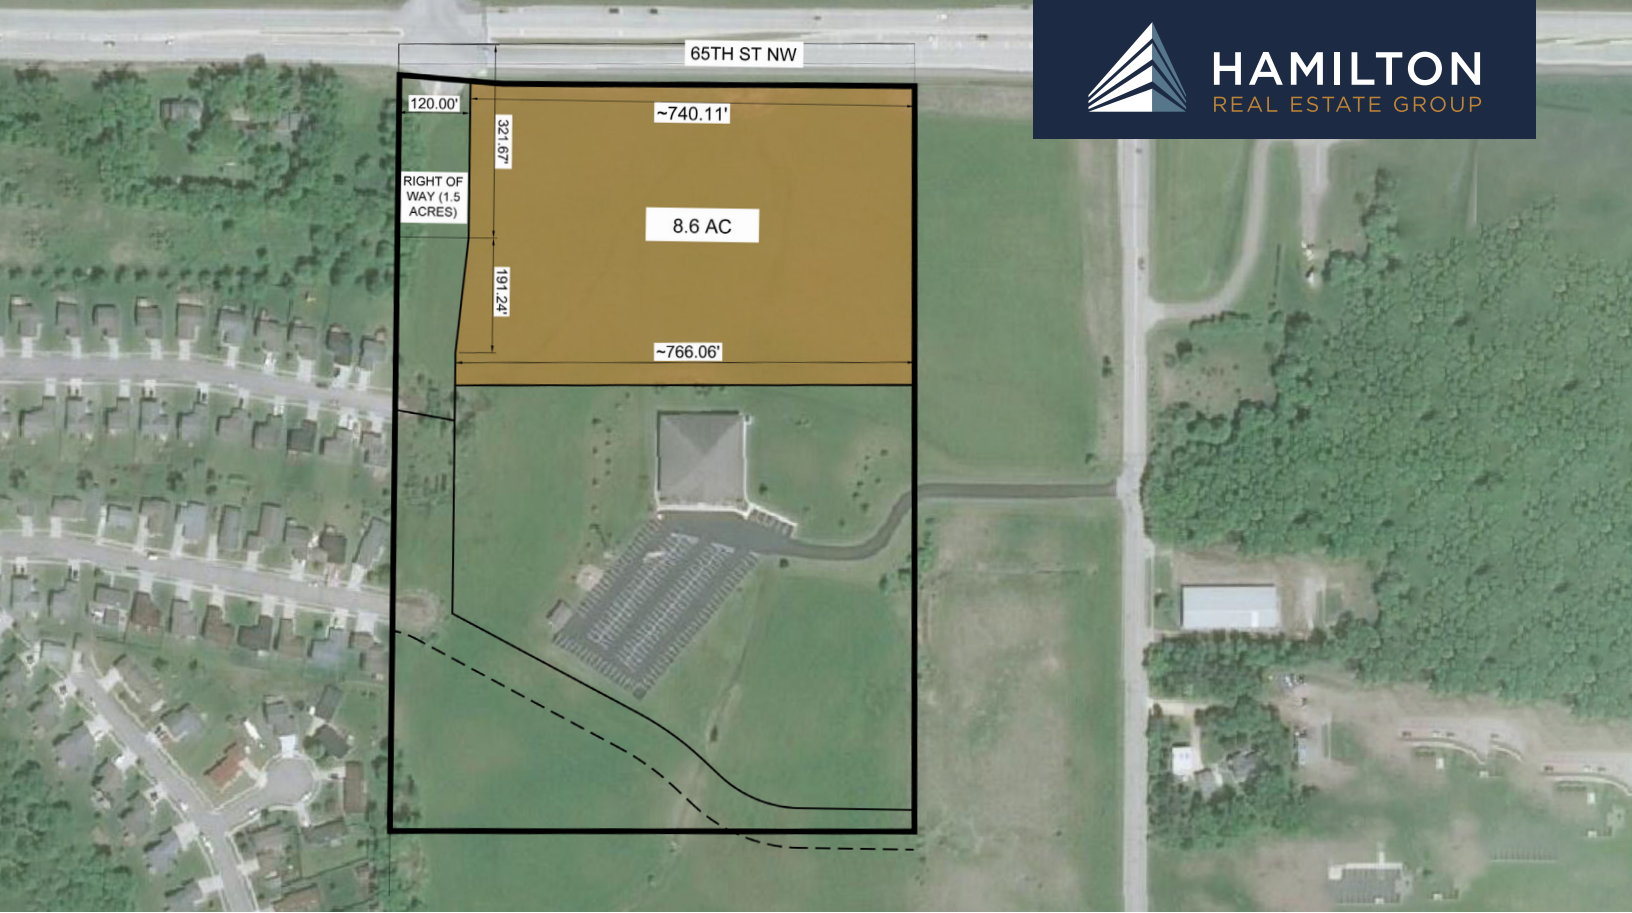 65TH ST NW
HAMILTON
REAL ESTATE GROUP
120.00'
~740.11'
321.67'
RIGHT OF
WAY (1.5
ACRES)
8.6 AC
191.24'
~766.06'